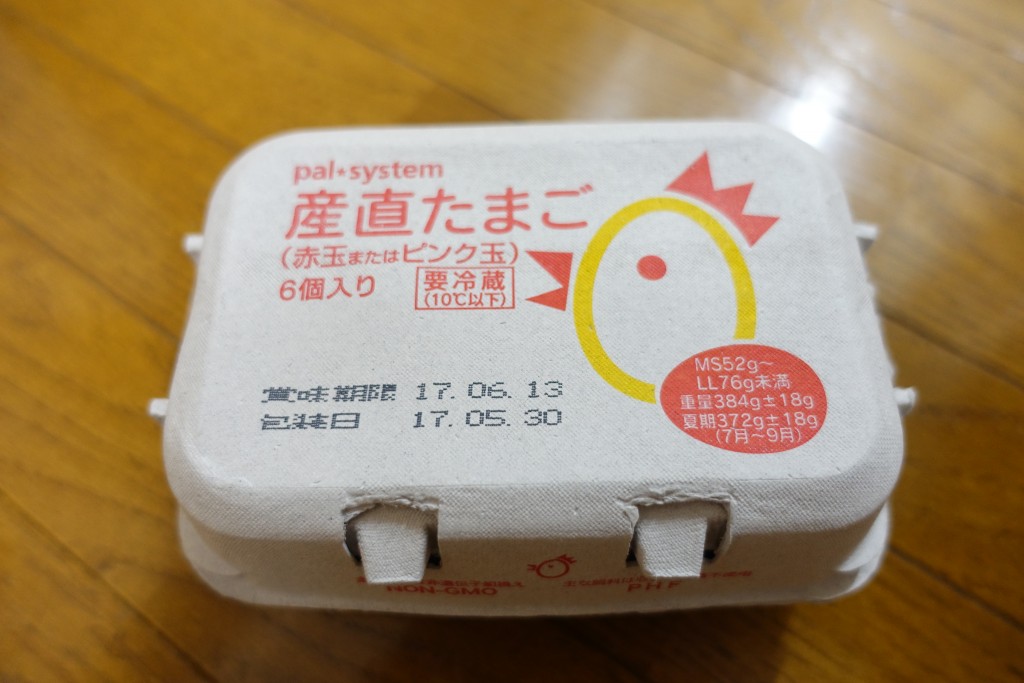 pal*system
産直たまご
(赤玉またはピンク玉)
6個入り
要冷蔵
(10℃以下)
賞味期限 17.06.13
包装日 17.05.30
MS52g～
LL76g未満
重量384g±18g
夏期372g±18g
(7月～9月)
NON-GMO
PHF